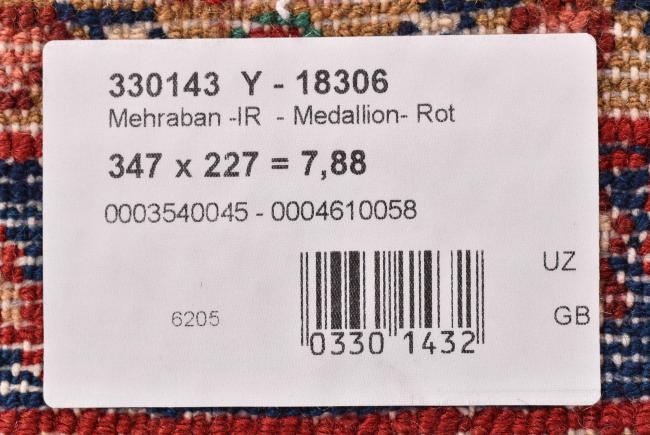 330143 Y - 18306
Mehraban -IR - Medallion- Rot
347 x 227 = 7,88
0003540045 - 0004610058
UZ
6205
GB
0330 1432